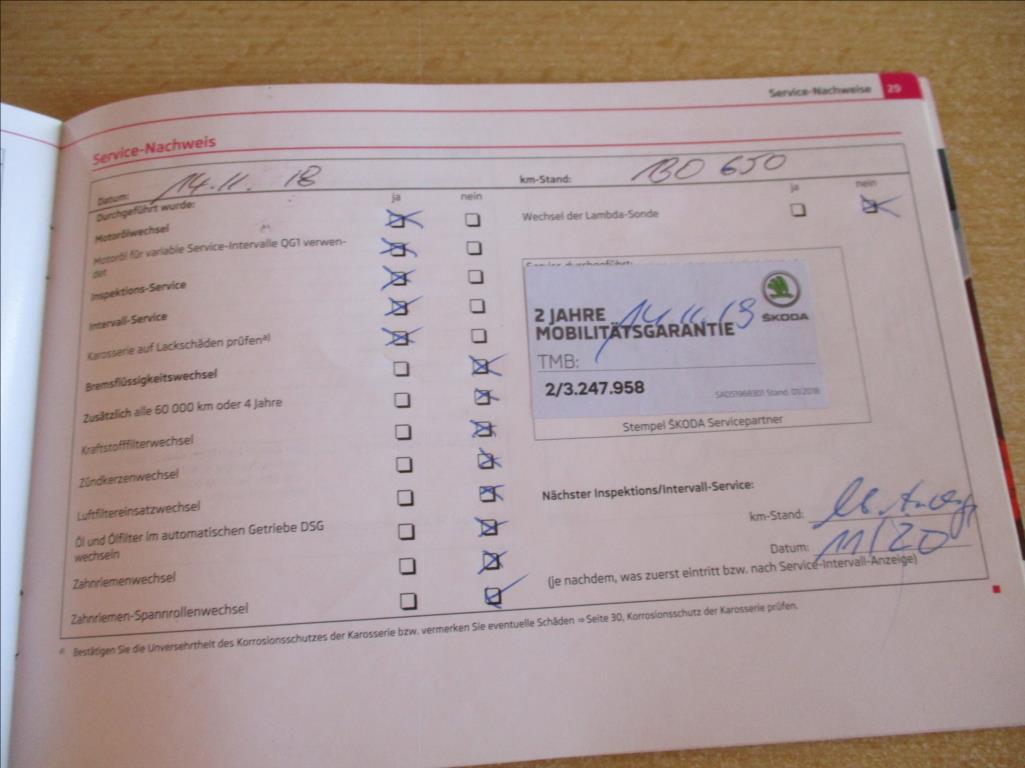 Service-Nachweise 29
Service-Nachweis
Datum: 14.11. 18 km-Stand: 130 650
Durchgeführt wurde: ja nein
Motorölwechsel
Motoröl für variable Service-Intervalle QG1 verwen-
det
Inspektions-Service
Intervall-Service
Karosserie auf Lackschäden prüfena)
Bremsflüssigkeitswechsel
Zusätzlich alle 60 000 km oder 4 Jahre
Kraftstofffilterwechsel
Zündkerzenwechsel
Luftfiltereinsatzwechsel
Öl und Ölfilter im automatischen Getriebe DSG
wechseln
Zahnriemenwechsel
Zahnriemen-Spannrollenwechsel
ja nein
Wechsel der Lambda-Sonde
Service durchgeführt:
2 JAHRE 14.11.
MOBILITÄTSGARANTIE
ŠKODA
TMB:
2/3.247.958
Stempel ŠKODA Servicepartner
Nächster Inspektions/Intervall-Service:
km-Stand:
Datum: 11/20
(je nachdem, was zuerst eintritt bzw. nach Service-Intervall-Anzeige)
a) Bestätigen Sie die Unversehrtheit des Korrosionsschutzes der Karosserie bzw. vermerken Sie eventuelle Schäden ⇒ Seite 30, Korrosionsschutz der Karosserie prüfen.